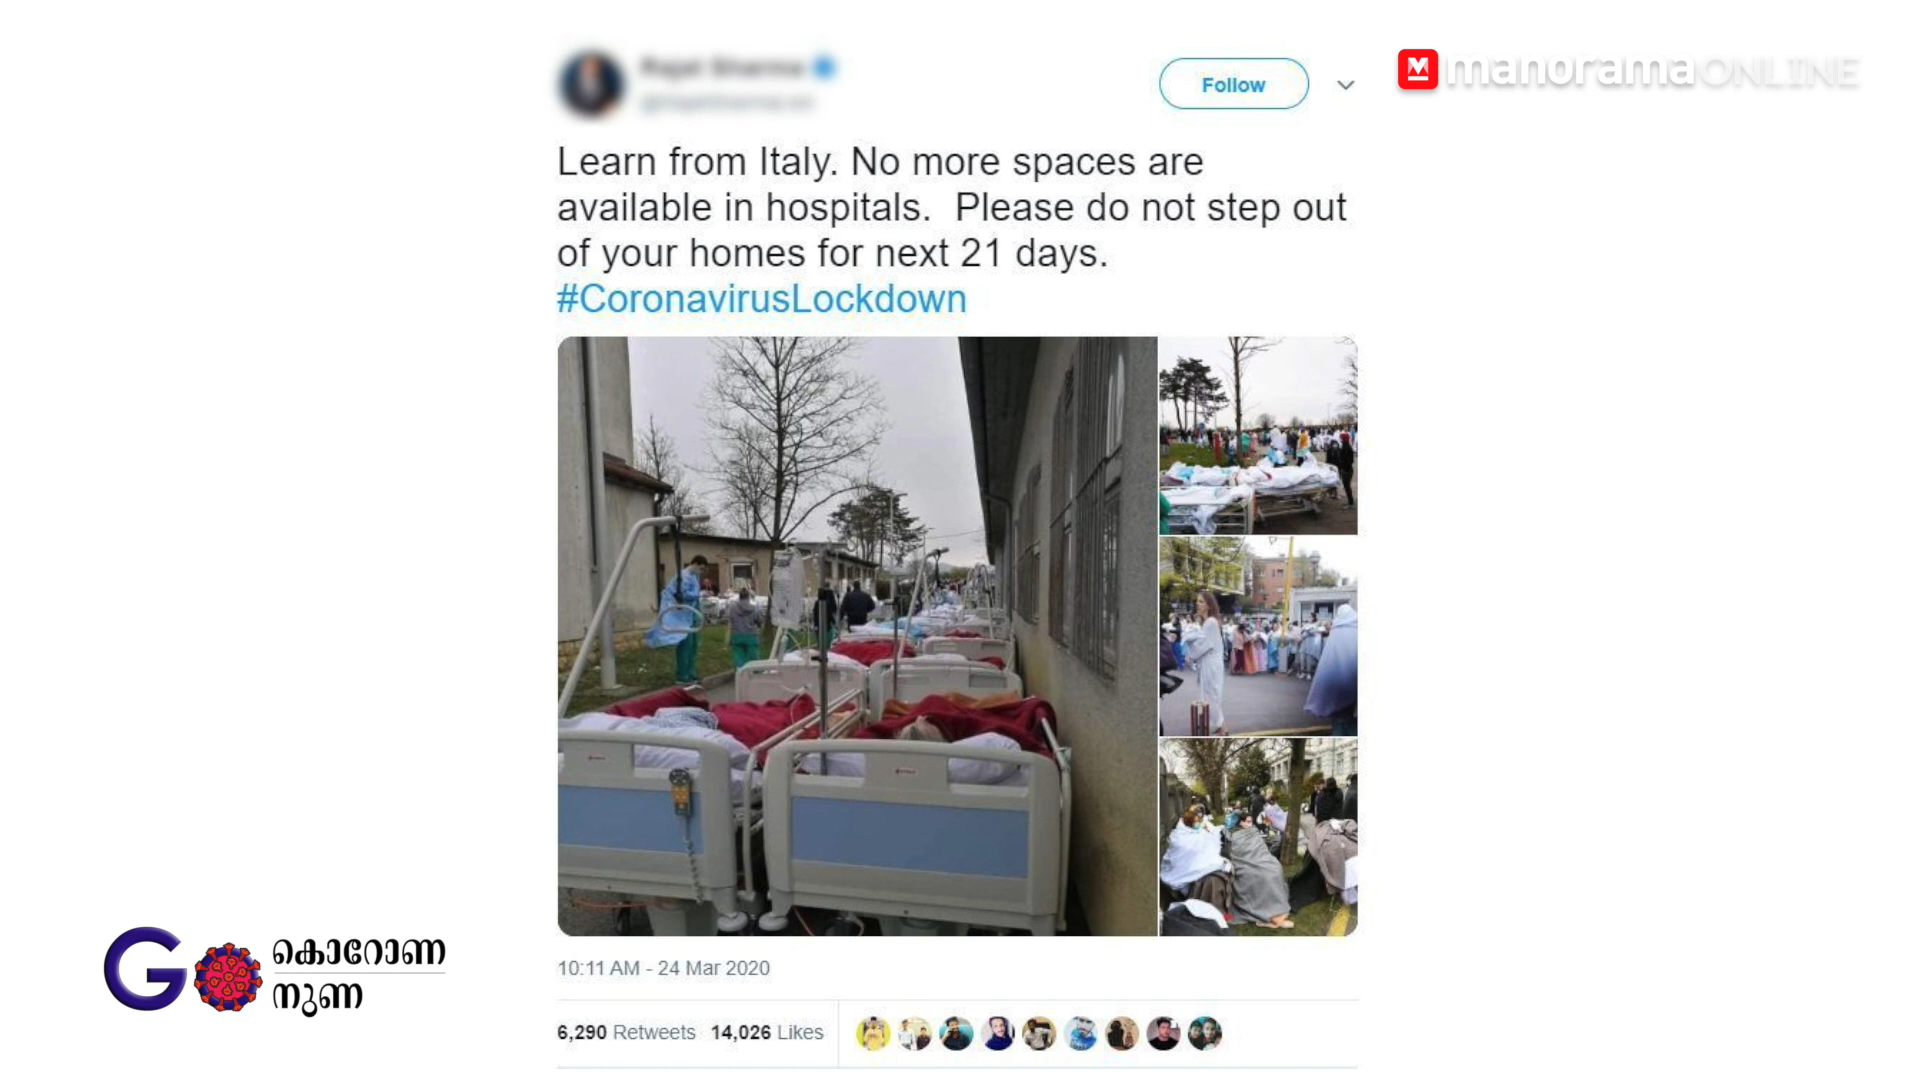 Follow
manoramaONLINE
Learn from Italy. No more spaces are
available in hospitals.  Please do not step out
of your homes for next 21 days.
#CoronavirusLockdown
10:11 AM - 24 Mar 2020
6,290 Retweets 14,026 Likes
GO കൊറോണ
നുണ